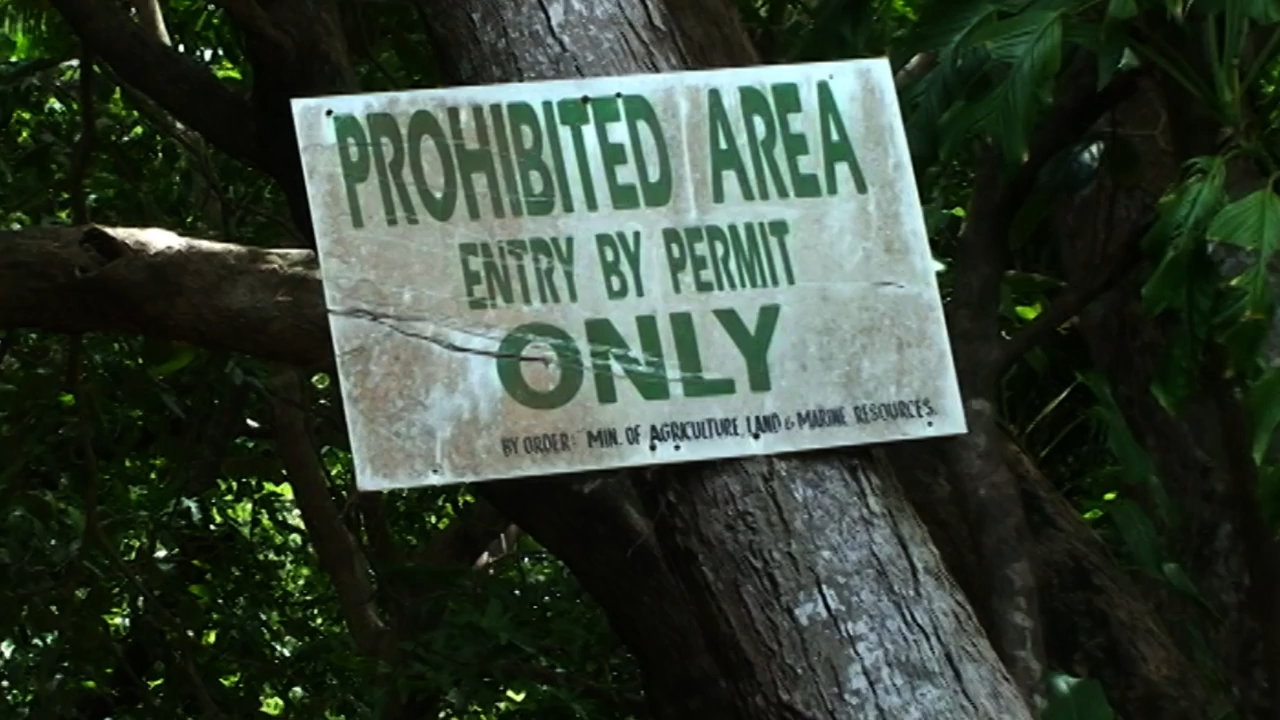 PROHIBITED AREA
ENTRY BY PERMIT
ONLY
BY ORDER: MIN. OF AGRICULTURE, LAND & MARINE RESOURCES.